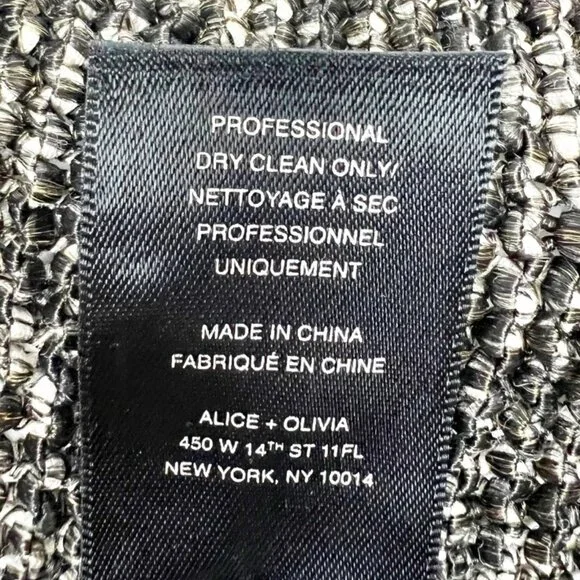 PROFESSIONAL
DRY CLEAN ONLY/
NETTOYAGE À SEC
PROFESSIONNEL
UNIQUEMENT
MADE IN CHINA
FABRIQUÉ EN CHINE
ALICE + OLIVIA
450 W 14TH ST 11FL
NEW YORK, NY 10014